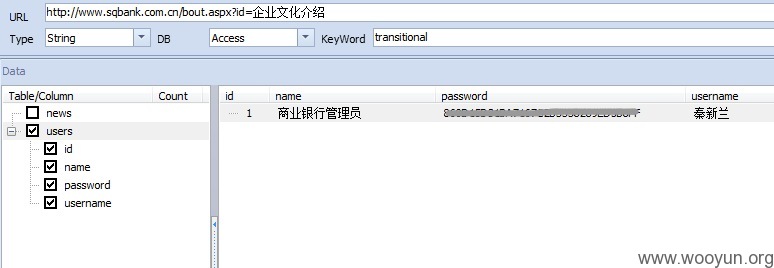 URL http://www.sqbank.com.cn/bout.aspx?id=企业文化介绍
Type String DB Access KeyWord transitional
Data
Table/Column Count
news
users
id
name
password
username
id name password username
1 商业银行管理员 秦新兰
www.wooyun.org